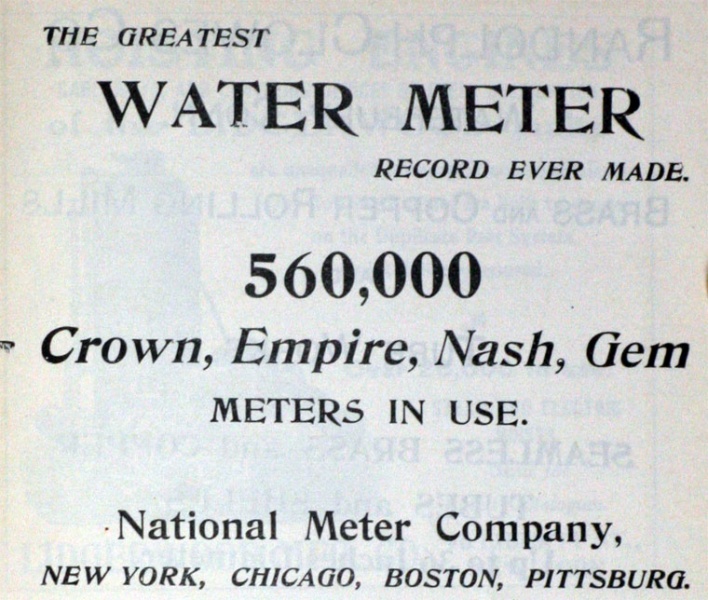 THE GREATEST
WATER METER
RECORD EVER MADE.
560,000
Crown, Empire, Nash, Gem
METERS IN USE.
National Meter Company,
NEW YORK, CHICAGO, BOSTON, PITTSBURG.